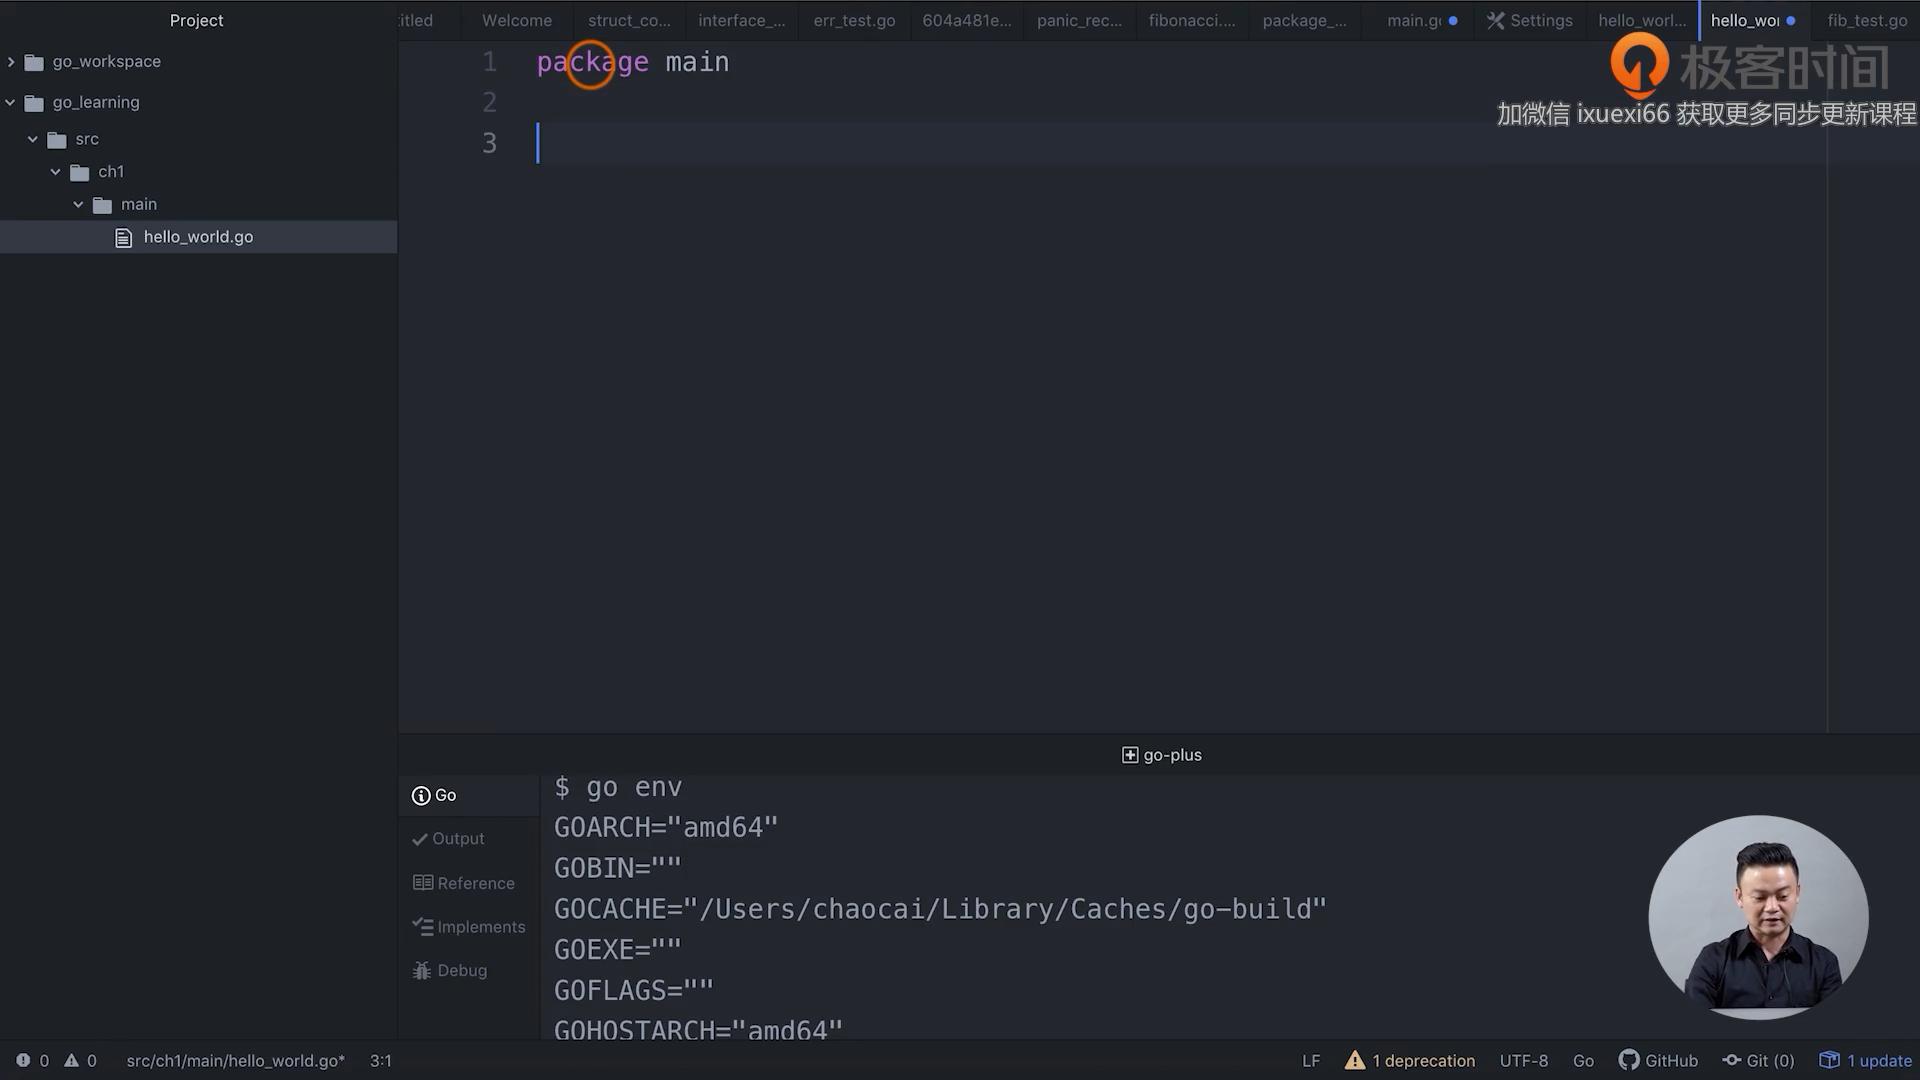 Project
titled
Welcome
struct_co...
interface_...
err_test.go
604a481e...
panic_rec...
fibonacci....
package_...
main.go
Settings
hello_worl...
hello_wor
fib_test.go
go_workspace
go_learning
src
ch1
main
hello_world.go
1 package main
2
3
极客时间
加微信 ixuexi66 获取更多同步更新课程
go-plus
Go
Output
Reference
Implements
Debug
$ go env
GOARCH="amd64"
GOBIN=""
GOCACHE="/Users/chaocai/Library/Caches/go-build"
GOEXE=""
GOFLAGS=""
GOHOSTARCH="amd64"
0 0 src/ch1/main/hello_world.go* 3:1
LF 1 deprecation UTF-8 Go GitHub Git (0) 1 update